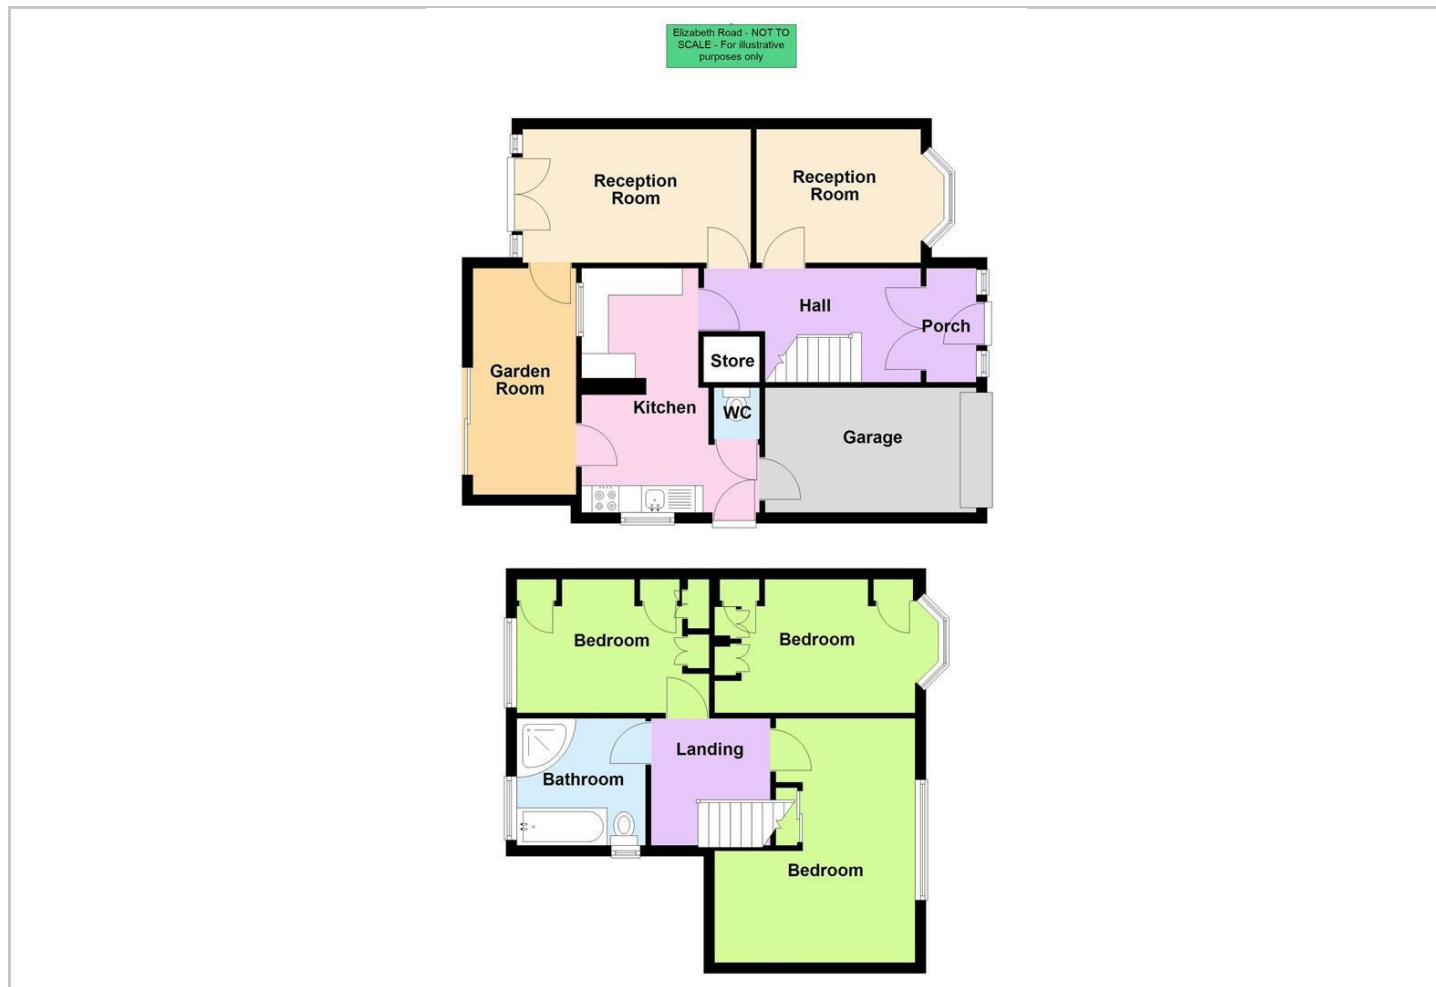 Elizabeth Road - NOT TO
SCALE - For illustrative
purposes only
Reception
Room
Reception
Room
Hall
Porch
Store
Garden
Room
Kitchen
WC
Garage
Bedroom
Bedroom
Landing
Bathroom
Bedroom